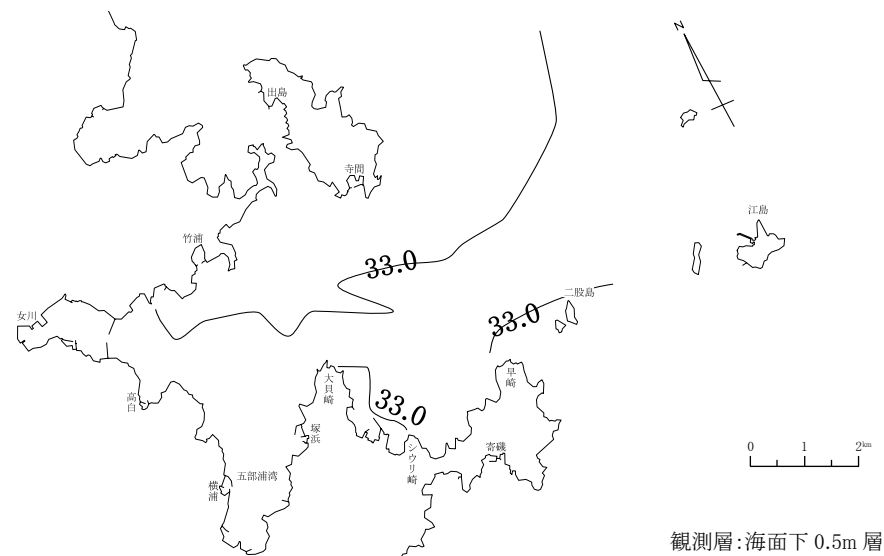 N
出島
寺間
江島
竹浦
33.0
二股島
女川
33.0
大貝崎
早崎
高白
33.0
塚浜
シウリ崎
寄磯
0 1 2km
五部浦湾
横浦
観測層:海面下 0.5m 層